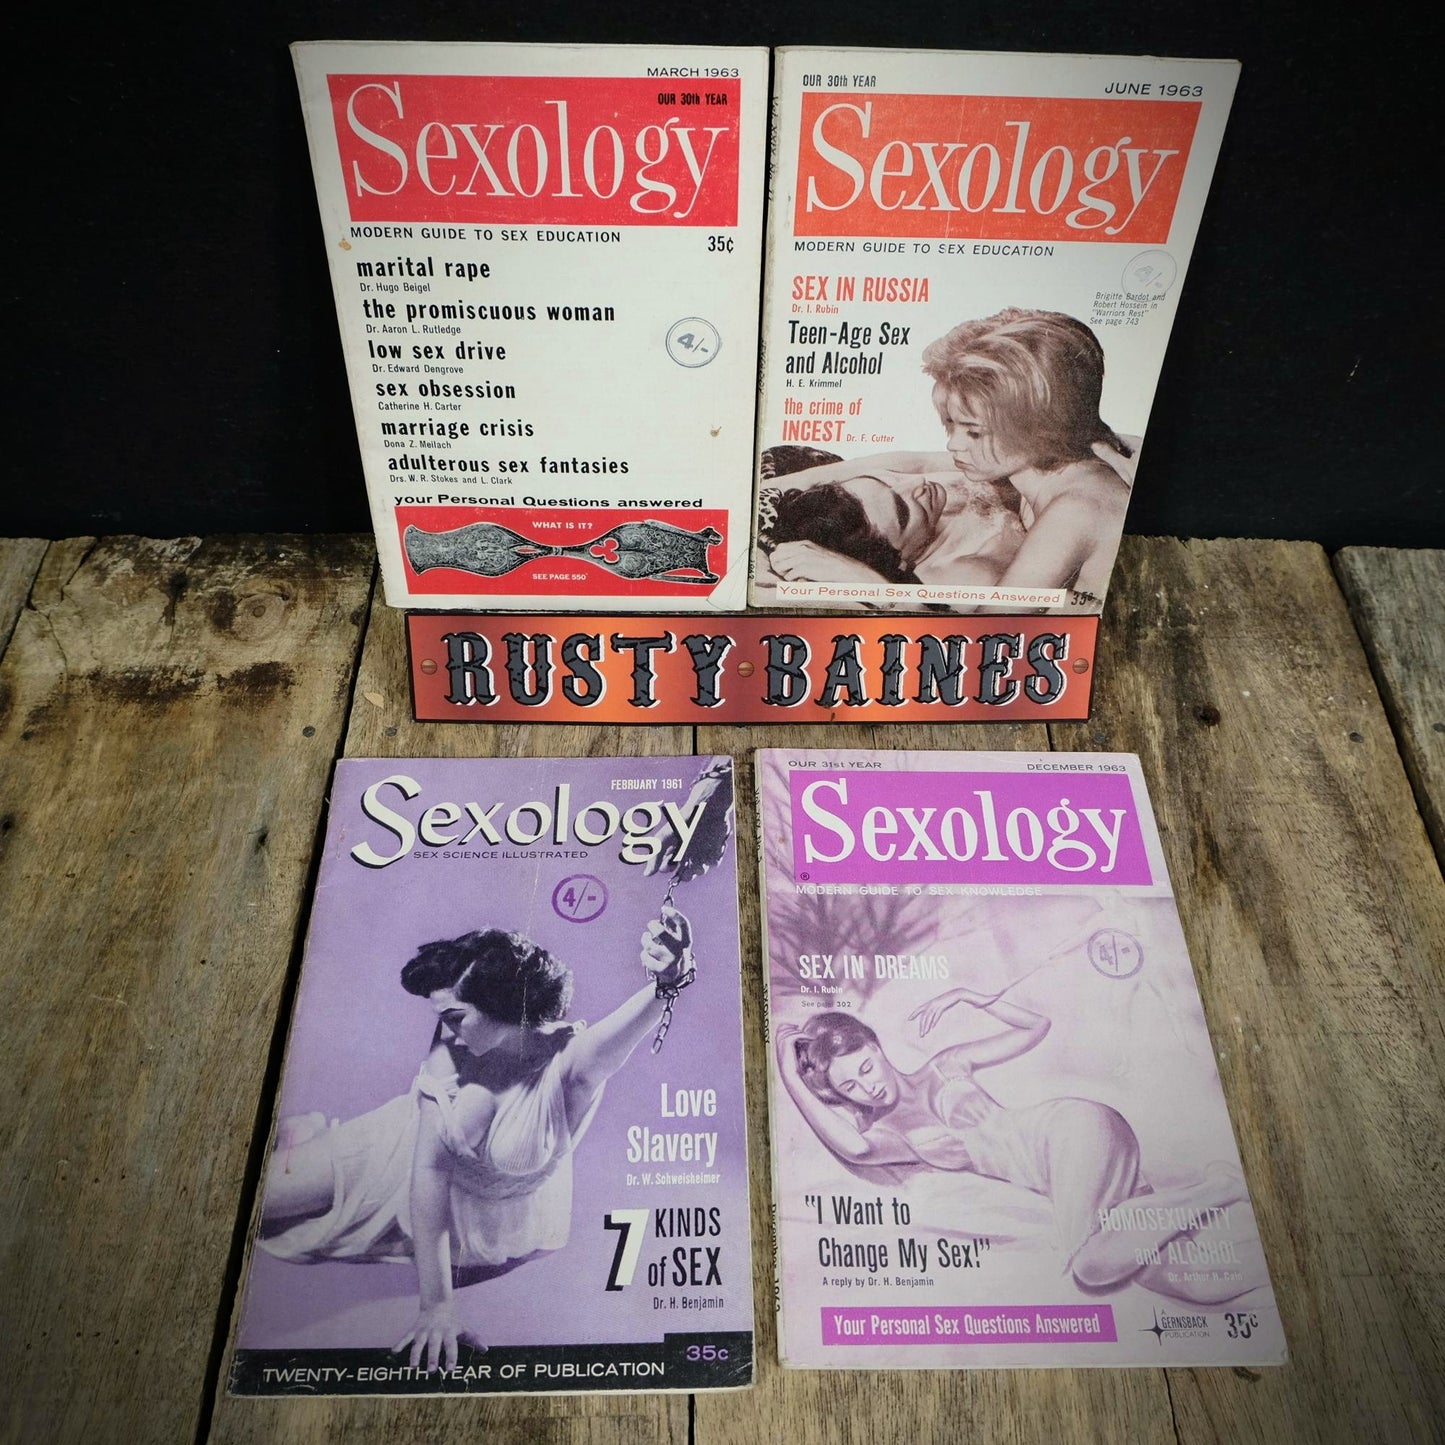 MARCH 1963
OUR 30th YEAR
Sexology
MODERN GUIDE TO SEX EDUCATION
35¢
marital rape
Dr. Hugo Beigel
the promiscuous woman
Dr. Aaron L. Rutledge
4/-
low sex drive
Dr. Edward Dengrove
sex obsession
Catherine H. Carter
marriage crisis
Dona Z. Meilach
adulterous sex fantasies
Drs. W. R. Stokes and L. Clark
your Personal Questions answered
WHAT IS IT?
SEE PAGE 550
OUR 30th YEAR
JUNE 1963
Sexology
MODERN GUIDE TO SEX EDUCATION
4/-
SEX IN RUSSIA
Dr. I. Rubin
Brigitte Bardot and
Robert Hossein in
"Warriors Rest"
See page 743
Teen-Age Sex
and Alcohol
H. E. Krimmel
the crime of
INCEST Dr. F. Cutter
Your Personal Sex Questions Answered
35¢
RUSTY BAINES
FEBRUARY 1961
Sexology
SEX SCIENCE ILLUSTRATED
4/-
Love
Slavery
Dr. W. Schweisheimer
7 KINDS
of SEX
Dr. H. Benjamin
35c
TWENTY-EIGHTH YEAR OF PUBLICATION
OUR 31st YEAR
DECEMBER 1963
Sexology
®
MODERN GUIDE TO SEX KNOWLEDGE
4/-
SEX IN DREAMS
Dr. I. Rubin
See page 302
"I Want to
Change My Sex!"
A reply by Dr. H. Benjamin
HOMOSEXUALITY
and ALCOHOL
Dr. Arthur H. Cain
Your Personal Sex Questions Answered
A
GERNSBACK
PUBLICATION
35¢
December 1963